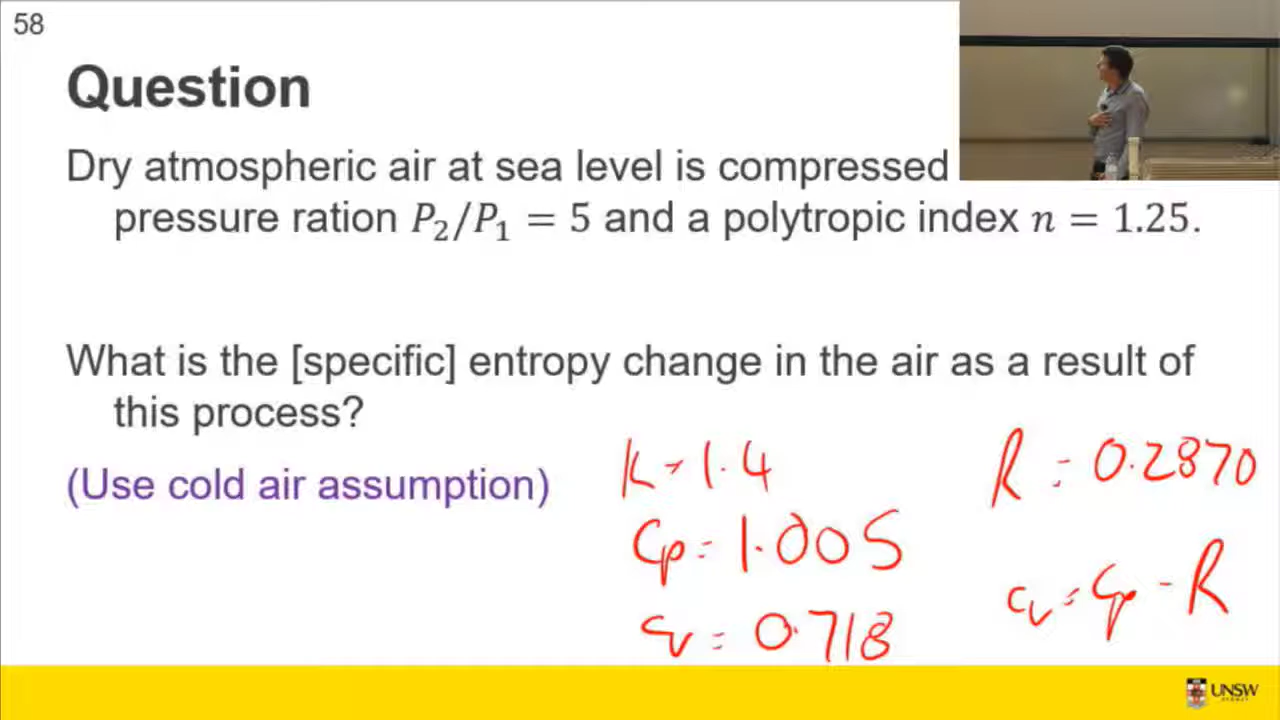 58
Question
Dry atmospheric air at sea level is compressed
pressure ration P₂/P₁ = 5 and a polytropic index n = 1.25.
What is the [specific] entropy change in the air as a result of
this process?
(Use cold air assumption)
k = 1.4
R = 0.2870
Cp = 1.005
Cv = Cp - R
Cv = 0.718
UNSW
SYDNEY